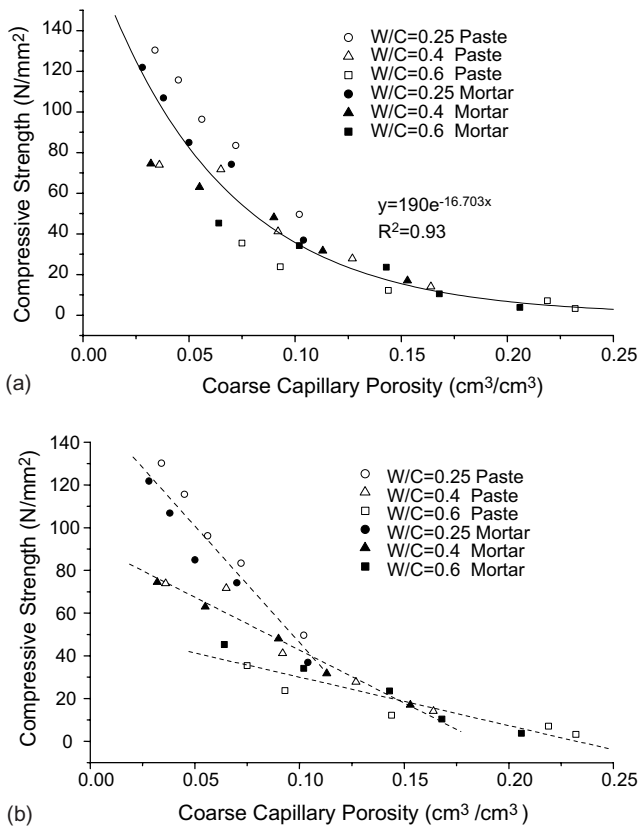 (a)
Compressive Strength (N/mm²)
140
120
100
80
60
40
20
0
W/C=0.25 Paste
W/C=0.4 Paste
W/C=0.6 Paste
W/C=0.25 Mortar
W/C=0.4 Mortar
W/C=0.6 Mortar
y=190e^-16.703x
R²=0.93
0.00 0.05 0.10 0.15 0.20 0.25
Coarse Capillary Porosity (cm³/cm³)
(b)
Compressive Strength (N/mm²)
140
120
100
80
60
40
20
0
W/C=0.25 Paste
W/C=0.4 Paste
W/C=0.6 Paste
W/C=0.25 Mortar
W/C=0.4 Mortar
W/C=0.6 Mortar
0.00 0.05 0.10 0.15 0.20 0.25
Coarse Capillary Porosity (cm³ /cm³)